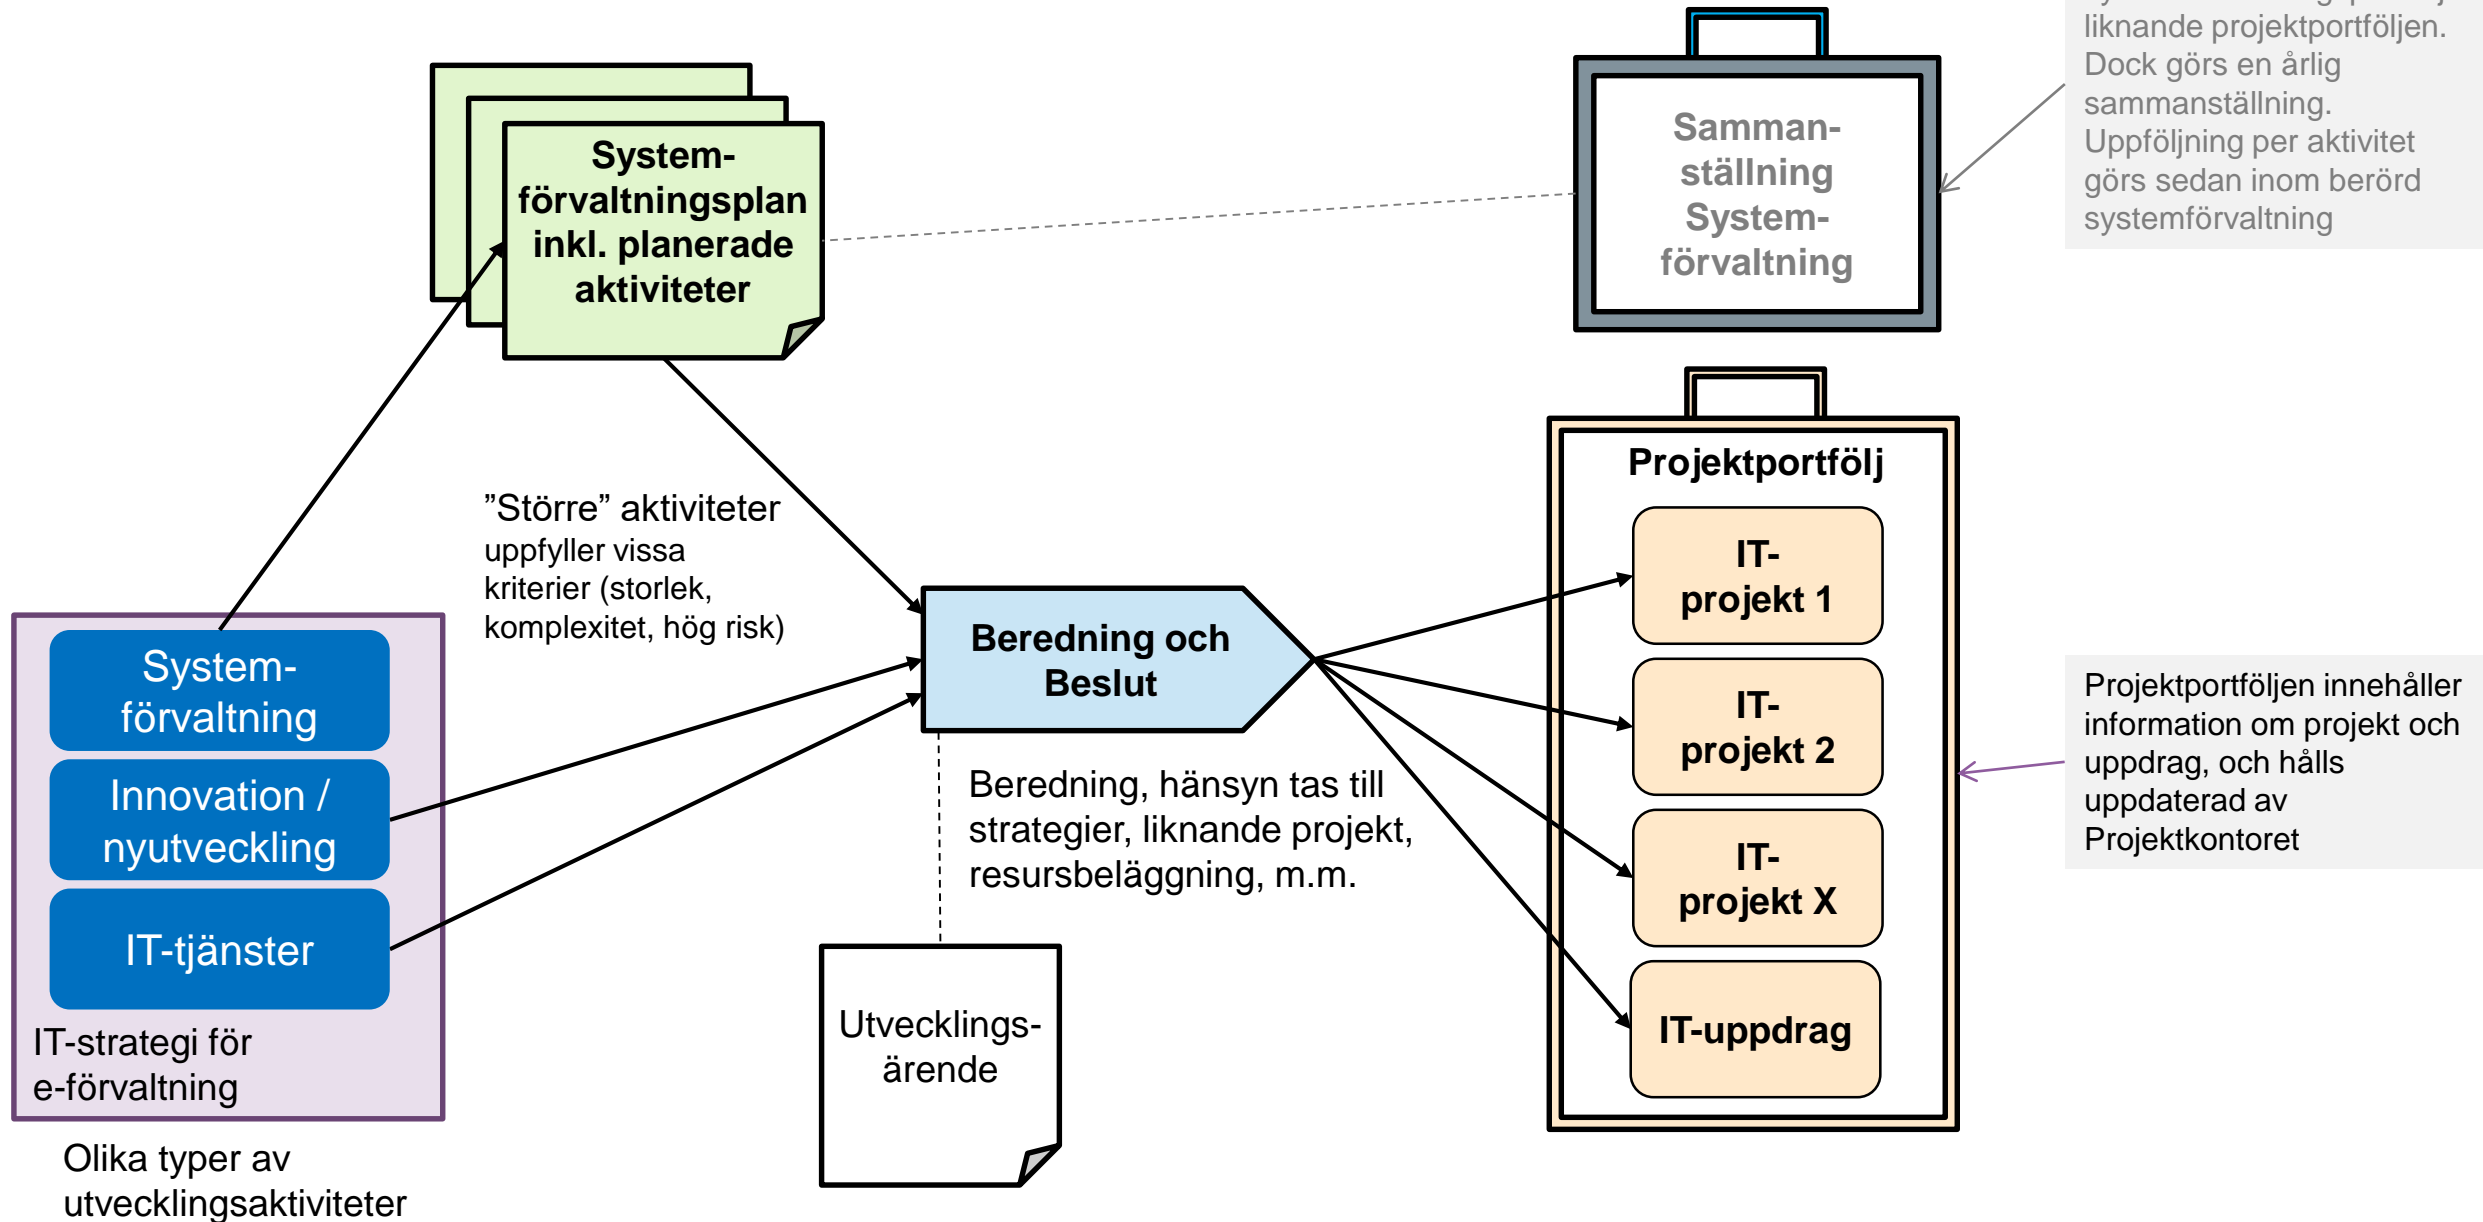 liknande projektportföljen.
Dock görs en årlig
sammanställning.
Uppföljning per aktivitet
görs sedan inom berörd
systemförvaltning
System-
förvaltningsplan
inkl. planerade
aktiviteter
Samman-
ställning
System-
förvaltning
Projektportfölj
"Större" aktiviteter
uppfyller vissa
kriterier (storlek,
komplexitet, hög risk)
IT-
projekt 1
System-
förvaltning
Beredning och
Beslut
IT-
projekt 2
Projektportföljen innehåller
information om projekt och
uppdrag, och hålls
uppdaterad av
Projektkontoret
Innovation /
nyutveckling
Beredning, hänsyn tas till
strategier, liknande projekt,
resursbeläggning, m.m.
IT-
projekt X
IT-tjänster
IT-strategi för
e-förvaltning
Utvecklings-
ärende
IT-uppdrag
Olika typer av
utvecklingsaktiviteter